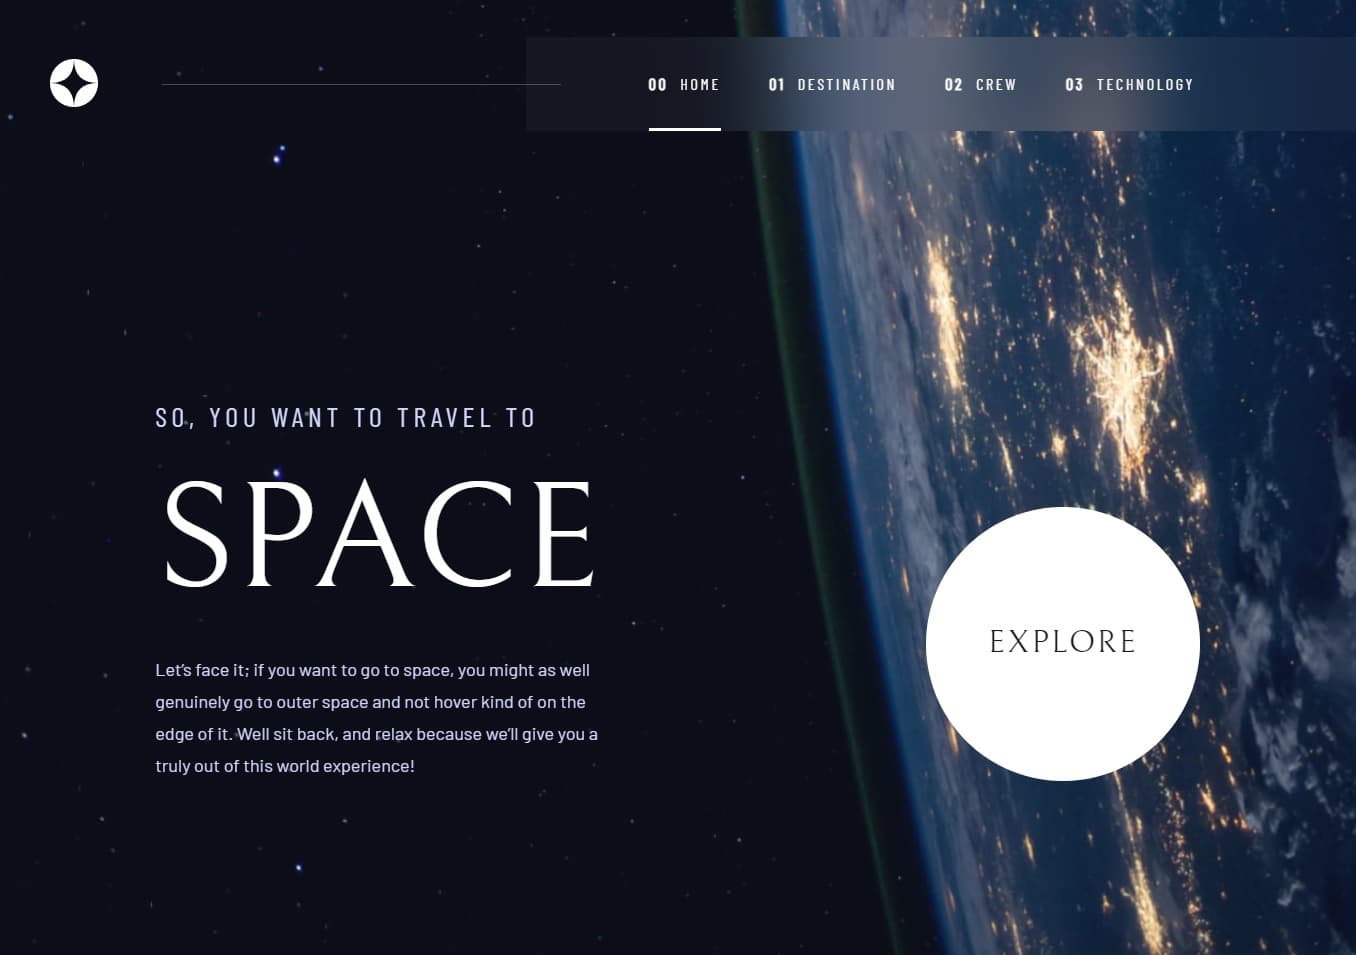 00 HOME 01 DESTINATION 02 CREW 03 TECHNOLOGY
SO, YOU WANT TO TRAVEL TO
SPACE
Let’s face it; if you want to go to space, you might as well
genuinely go to outer space and not hover kind of on the
edge of it. Well sit back, and relax because we’ll give you a
truly out of this world experience!
EXPLORE